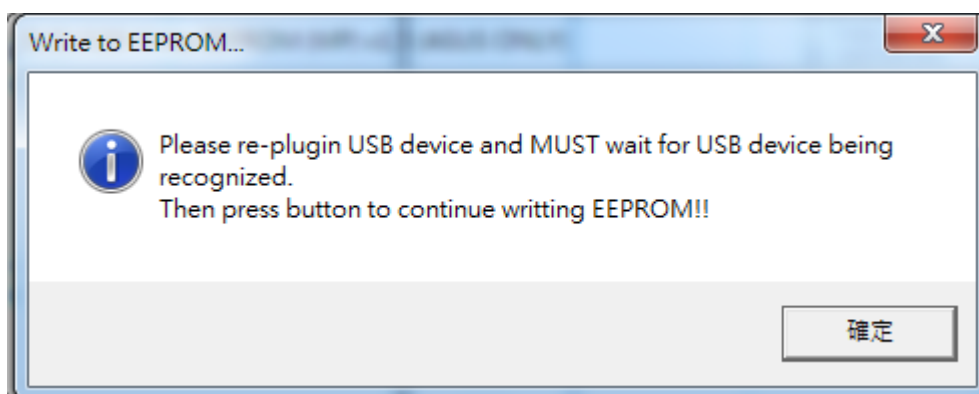 Write to EEPROM...
Please re-plugin USB device and MUST wait for USB device being
recognized.
Then press button to continue writting EEPROM!!
確定